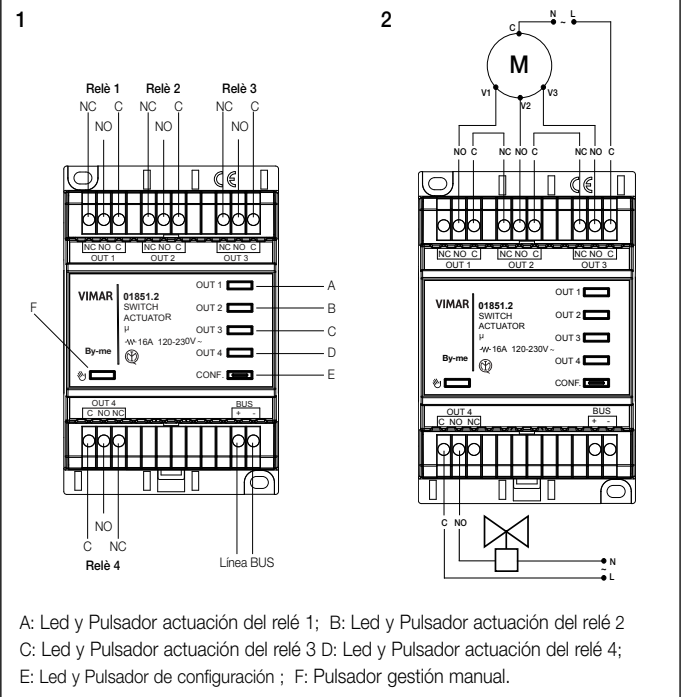 1
Relè 1 Relè 2 Relè 3
NC C NC C NC C
NO NO NO
NC NO C NC NO C NC NO C
OUT 1 OUT 2 OUT 3
VIMAR
01851.2
SWITCH
ACTUATOR
µ
16A 120-230V~
By-me
OUT 1
OUT 2
OUT 3
OUT 4
CONF.
A
B
C
D
E
F
OUT 4 BUS
C NO NC + -
NO
C NC
Relè 4
Línea BUS
2
N L
~
C
M
V1 V2 V3
NO C NC NO C NC NO C
NC NO C NC NO C NC NO C
OUT 1 OUT 2 OUT 3
VIMAR
01851.2
SWITCH
ACTUATOR
µ
16A 120-230V~
By-me
OUT 1
OUT 2
OUT 3
OUT 4
CONF.
OUT 4 BUS
C NO NC + -
C NO
N
~
L
A: Led y Pulsador actuación del relé 1; B: Led y Pulsador actuación del relé 2
C: Led y Pulsador actuación del relé 3 D: Led y Pulsador actuación del relé 4;
E: Led y Pulsador de configuración ; F: Pulsador gestión manual.